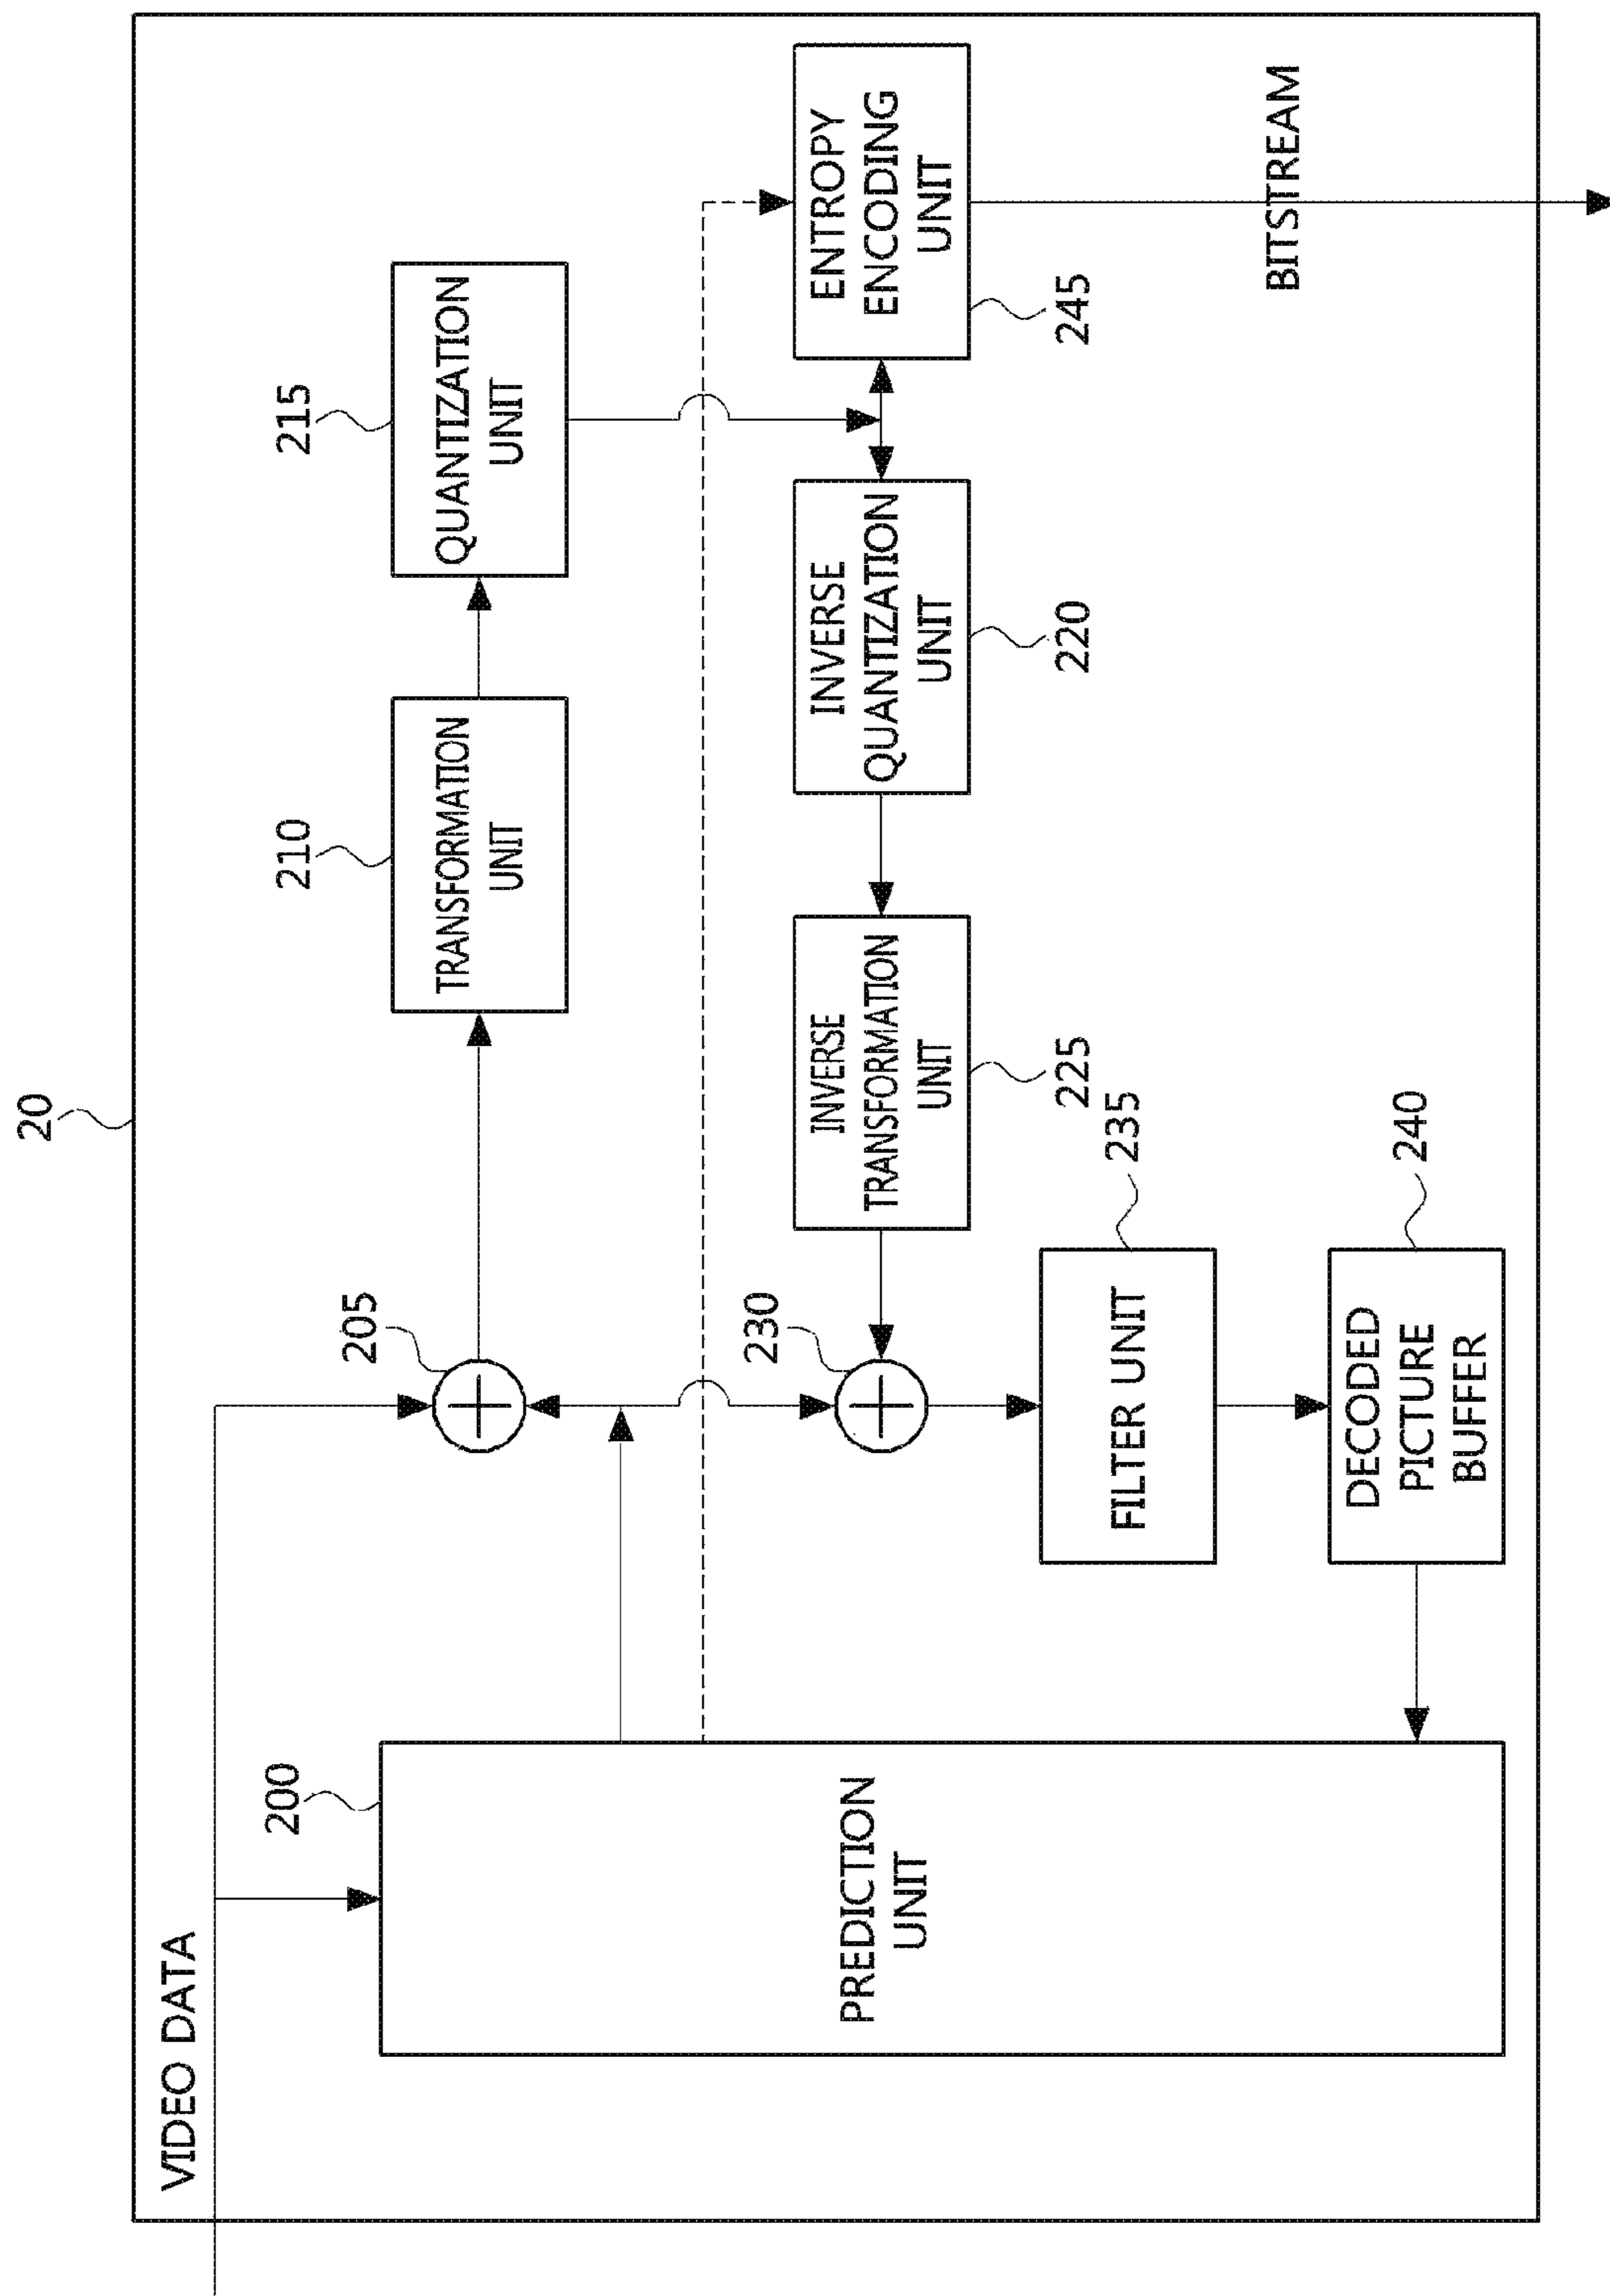 20
VIDEO DATA
200
PREDICTION
UNIT
205
210
TRANSFORMATION
UNIT
215
QUANTIZATION
UNIT
230
INVERSE
TRANSFORMATION
UNIT
225
INVERSE
QUANTIZATION
UNIT
220
ENTROPY
ENCODING
UNIT
245
FILTER UNIT
235
DECODED
PICTURE
BUFFER
240
BITSTREAM